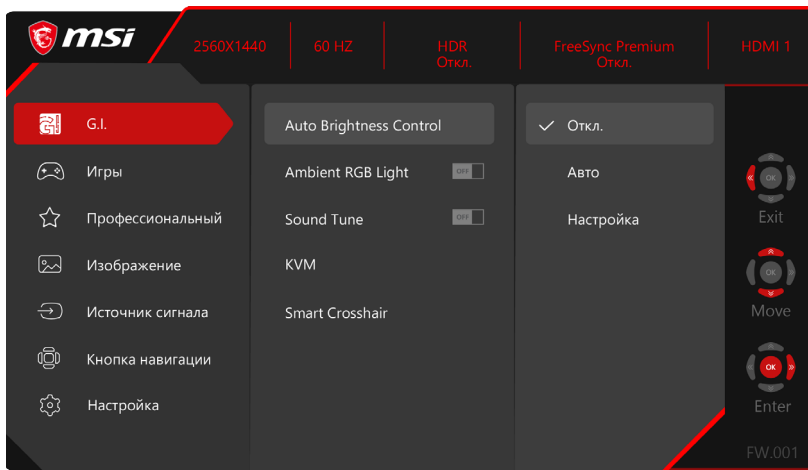 msi
2560X1440
60 HZ
HDR
Откл.
FreeSync Premium
Откл.
HDMI 1
G.I.
Игры
Профессиональный
Изображение
Источник сигнала
Кнопка навигации
Настройка
Auto Brightness Control
Ambient RGB Light OFF
Sound Tune OFF
KVM
Smart Crosshair
Откл.
Авто
Настройка
OK
Exit
OK
Move
OK
Enter
FW.001